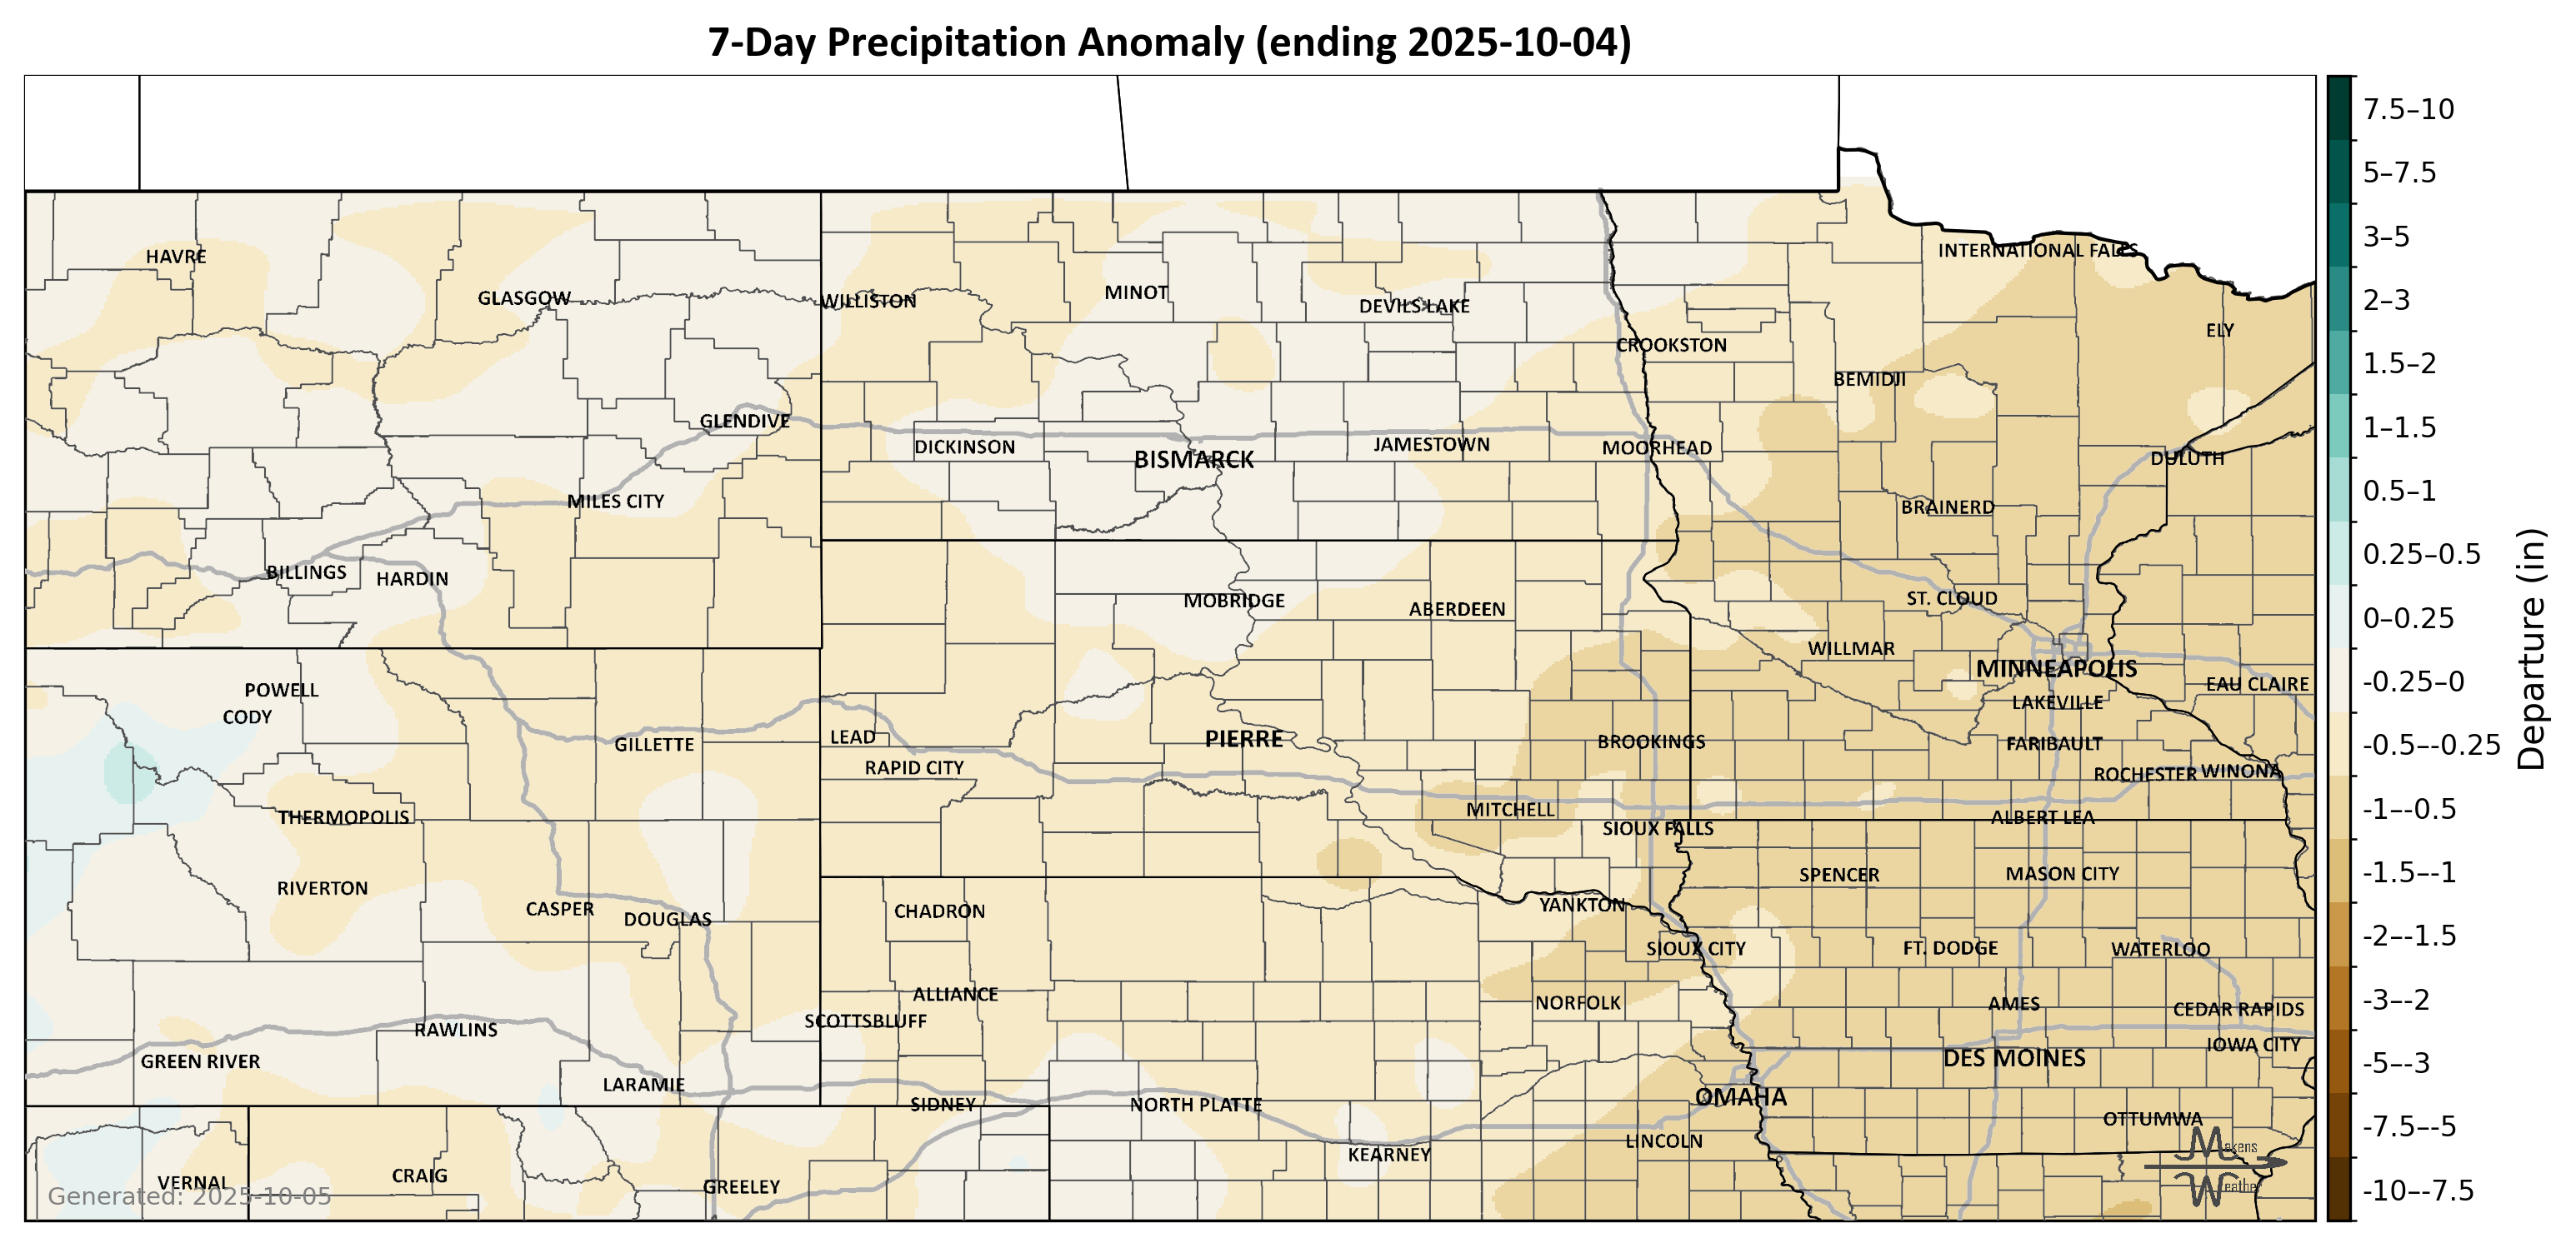 7-Day Precipitation Anomaly (ending 2025-10-04)
7.5–10
5–7.5
3–5
2–3
1.5–2
1–1.5
0.5–1
0.25–0.5
0–0.25
-0.25–0
-0.5–-0.25
-1–-0.5
-1.5–-1
-2–-1.5
-3–-2
-5–-3
-7.5–-5
-10–-7.5
Departure (in)
HAVRE
INTERNATIONAL FALLS
GLASGOW
WILLISTON
MINOT
DEVILS LAKE
ELY
CROOKSTON
BEMIDJI
GLENDIVE
DICKINSON
BISMARCK
JAMESTOWN
MOORHEAD
DULUTH
MILES CITY
BRAINERD
BILLINGS
HARDIN
MOBRIDGE
ABERDEEN
ST. CLOUD
WILLMAR
MINNEAPOLIS
POWELL
EAU CLAIRE
CODY
LAKEVILLE
GILLETTE
LEAD
PIERRE
BROOKINGS
FARIBAULT
RAPID CITY
ROCHESTER
WINONA
THERMOPOLIS
MITCHELL
ALBERT LEA
SIOUX FALLS
RIVERTON
SPENCER
MASON CITY
CASPER
DOUGLAS
CHADRON
YANKTON
SIOUX CITY
FT. DODGE
WATERLOO
ALLIANCE
NORFOLK
AMES
CEDAR RAPIDS
SCOTTSBLUFF
RAWLINS
GREEN RIVER
DES MOINES
IOWA CITY
LARAMIE
SIDNEY
NORTH PLATTE
OMAHA
OTTUMWA
LINCOLN
KEARNEY
VERNAL
CRAIG
GREELEY
Makens
Weather
Generated: 2025-10-05